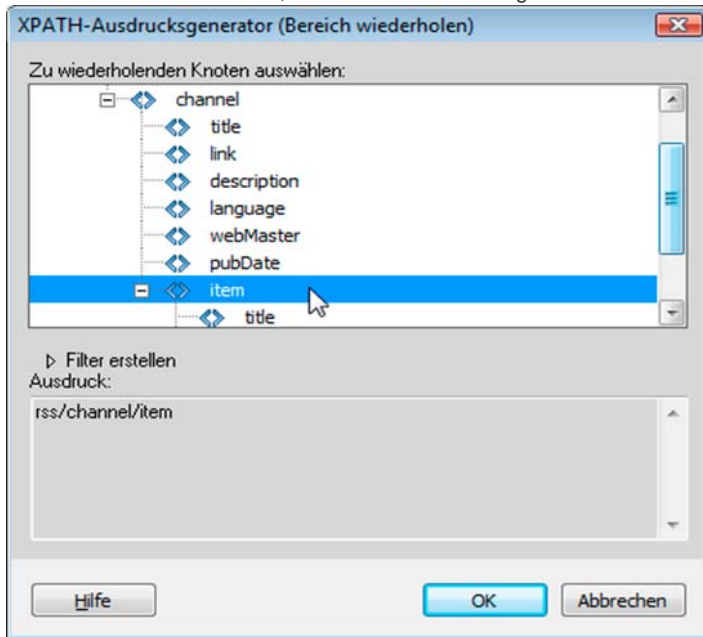 XPATH-Ausdrucksgenerator (Bereich wiederholen)
Zu wiederholenden Knoten auswählen:
channel
title
link
description
language
webMaster
pubDate
item
title
Filter erstellen
Ausdruck:
rss/channel/item
Hilfe
OK
Abbrechen